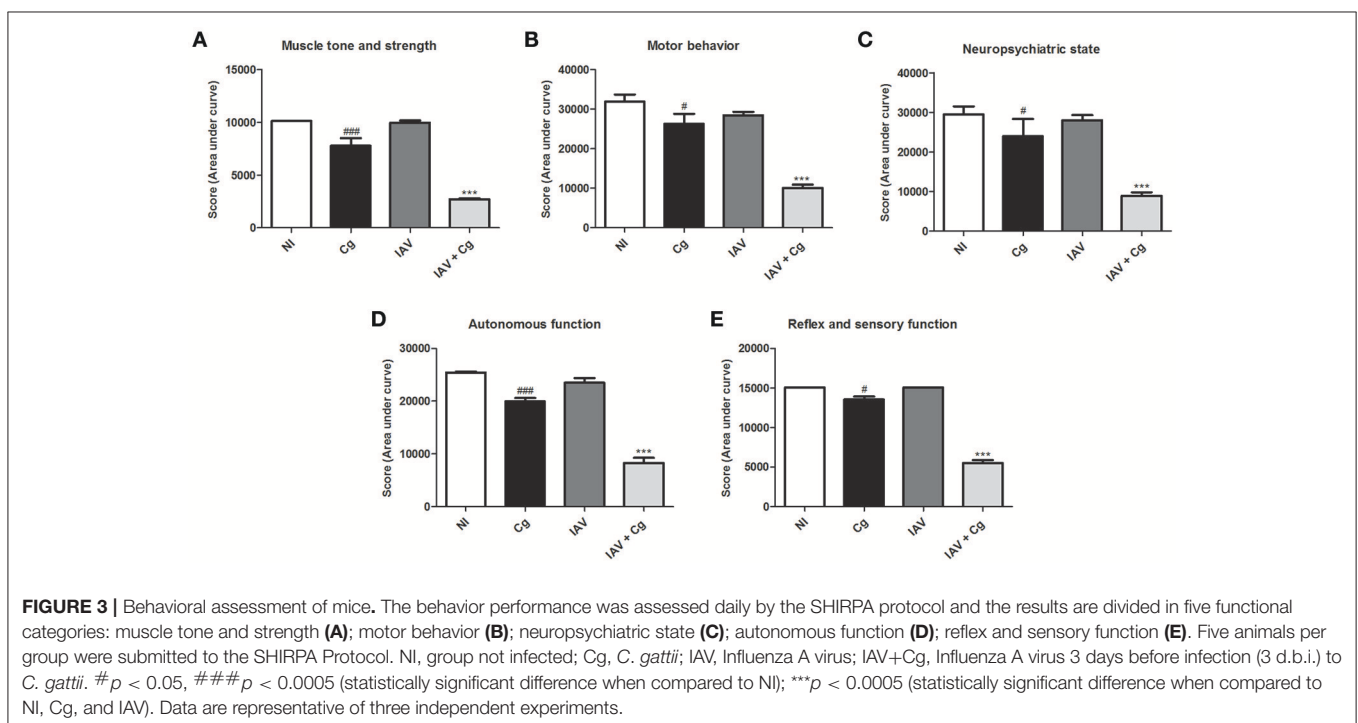 A
Muscle tone and strength
Score (Area under curve)
15000
10000
5000
0
###
***
NI
Cg
IAV
IAV + Cg
B
Motor behavior
Score (Area under curve)
40000
30000
20000
10000
0
#
***
NI
Cg
IAV
IAV + Cg
C
Neuropsychiatric state
Score (Area under curve)
40000
30000
20000
10000
0
#
***
NI
Cg
IAV
IAV + Cg
D
Autonomous function
Score (Area under curve)
30000
20000
10000
0
###
***
NI
Cg
IAV
IAV + Cg
E
Reflex and sensory function
Score (Area under curve)
20000
15000
10000
5000
0
#
***
NI
Cg
IAV
IAV + Cg
FIGURE 3 | Behavioral assessment of mice. The behavior performance was assessed daily by the SHIRPA protocol and the results are divided in five functional
categories: muscle tone and strength (A); motor behavior (B); neuropsychiatric state (C); autonomous function (D); reflex and sensory function (E). Five animals per
group were submitted to the SHIRPA Protocol. NI, group not infected; Cg, C. gattii; IAV, Influenza A virus; IAV+Cg, Influenza A virus 3 days before infection (3 d.b.i.) to
C. gattii. #p < 0.05, ###p < 0.0005 (statistically significant difference when compared to NI); ***p < 0.0005 (statistically significant difference when compared to
NI, Cg, and IAV). Data are representative of three independent experiments.